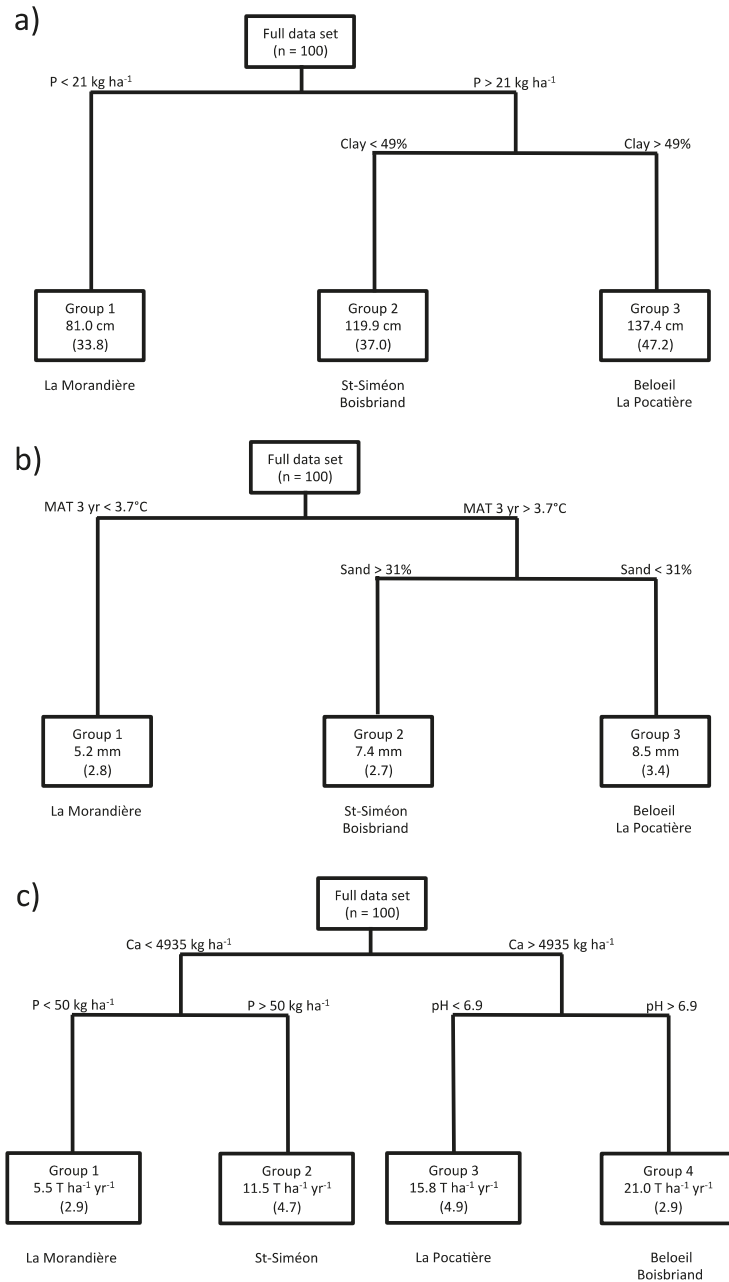 a)
Full data set
(n = 100)
P < 21 kg ha⁻¹
P > 21 kg ha⁻¹
Clay < 49%
Clay > 49%
Group 1
81.0 cm
(33.8)
Group 2
119.9 cm
(37.0)
Group 3
137.4 cm
(47.2)
La Morandière
St-Siméon
Boisbriand
Beloeil
La Pocatière
b)
Full data set
(n = 100)
MAT 3 yr < 3.7°C
MAT 3 yr > 3.7°C
Sand > 31%
Sand < 31%
Group 1
5.2 mm
(2.8)
Group 2
7.4 mm
(2.7)
Group 3
8.5 mm
(3.4)
La Morandière
St-Siméon
Boisbriand
Beloeil
La Pocatière
c)
Full data set
(n = 100)
Ca < 4935 kg ha⁻¹
Ca > 4935 kg ha⁻¹
P < 50 kg ha⁻¹
P > 50 kg ha⁻¹
pH < 6.9
pH > 6.9
Group 1
5.5 T ha⁻¹ yr⁻¹
(2.9)
Group 2
11.5 T ha⁻¹ yr⁻¹
(4.7)
Group 3
15.8 T ha⁻¹ yr⁻¹
(4.9)
Group 4
21.0 T ha⁻¹ yr⁻¹
(2.9)
La Morandière
St-Siméon
La Pocatière
Beloeil
Boisbriand